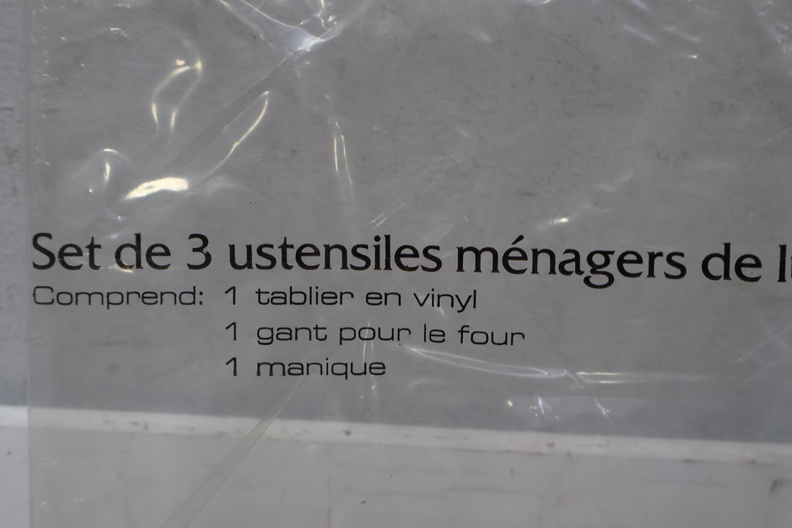 Set de 3 ustensiles ménagers de
Comprend: 1 tablier en vinyl
1 gant pour le four
1 manique